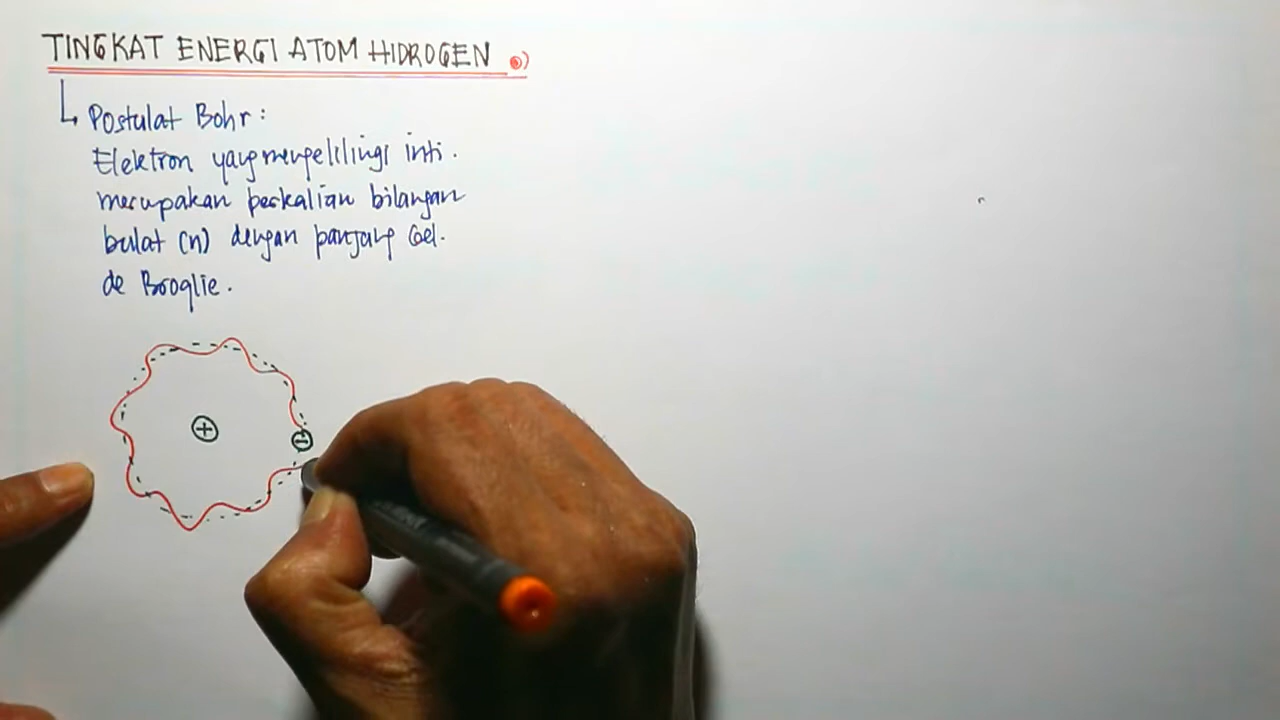 TINGKAT ENERGI ATOM HIDROGEN
Postulat Bohr :
Elektron yang mengelilingi inti.
merupakan perkalian bilangan
bulat (n) dengan panjang Gel.
de Broglie.
+
-